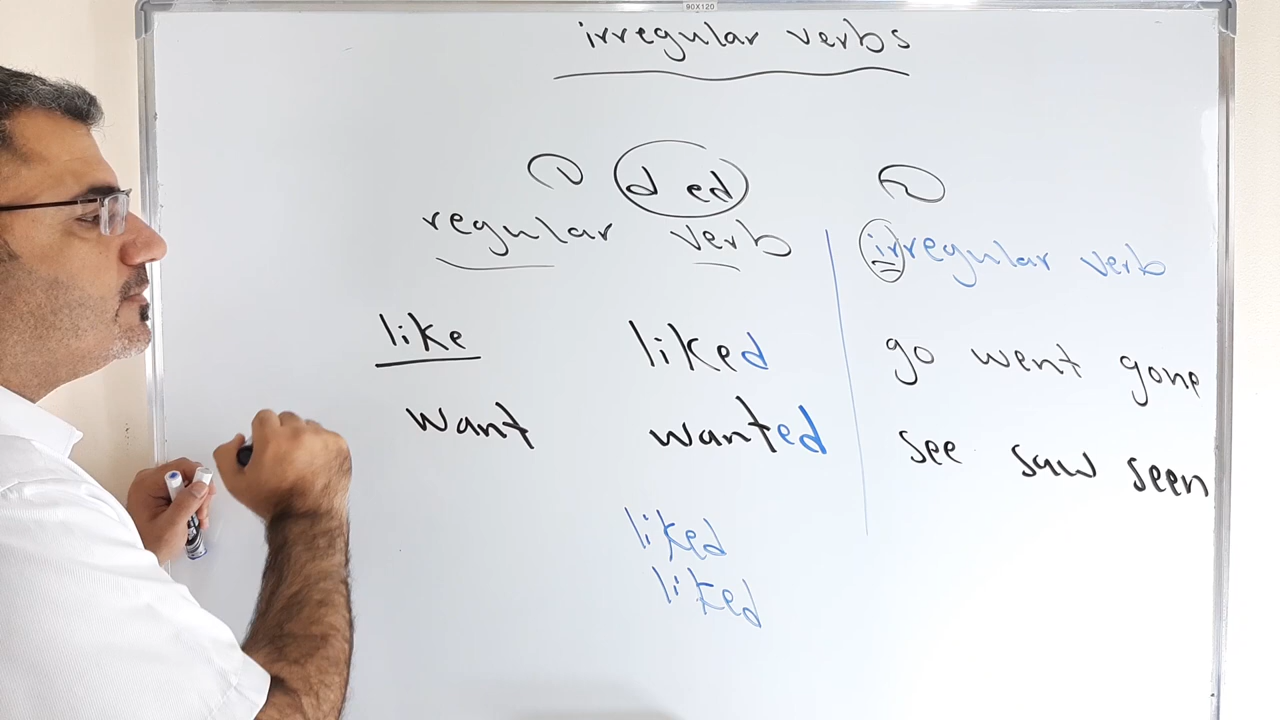 90X120
irregular verbs
d ed
regular verb
irregular verb
like liked
want wanted
liked
liked
go went gone
see saw seen